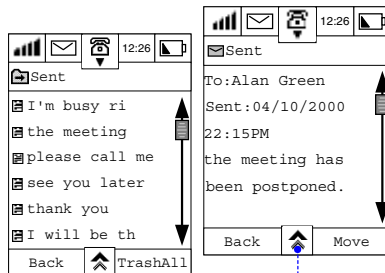 12:26
Sent
I'm busy ri
the meeting
please call me
see you later
thank you
I will be th
Back
TrashAll
12:26
Sent
To:Alan Green
Sent:04/10/2000
22:15PM
the meeting has
been postponed.
Back
Move